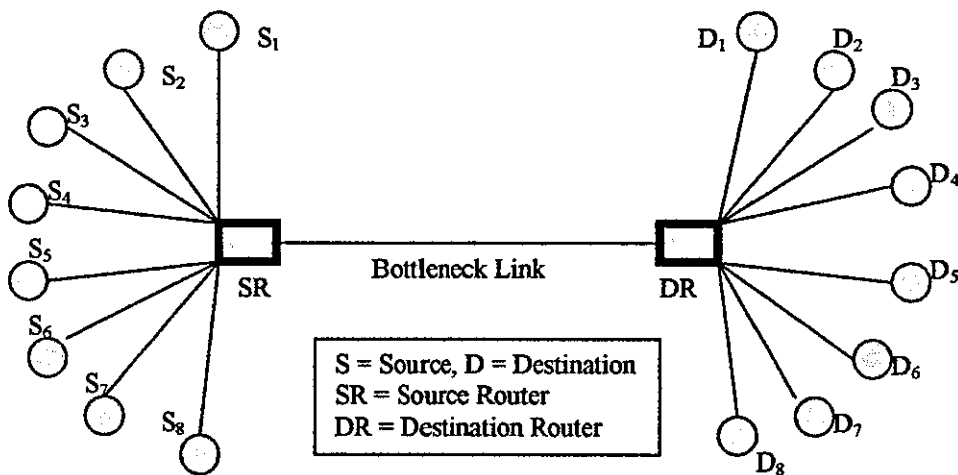 S₁
S₂
S₃
S₄
S₅
S₆
S₇
S₈
SR
Bottleneck Link
DR
D₁
D₂
D₃
D₄
D₅
D₆
D₇
D₈
S = Source, D = Destination
SR = Source Router
DR = Destination Router